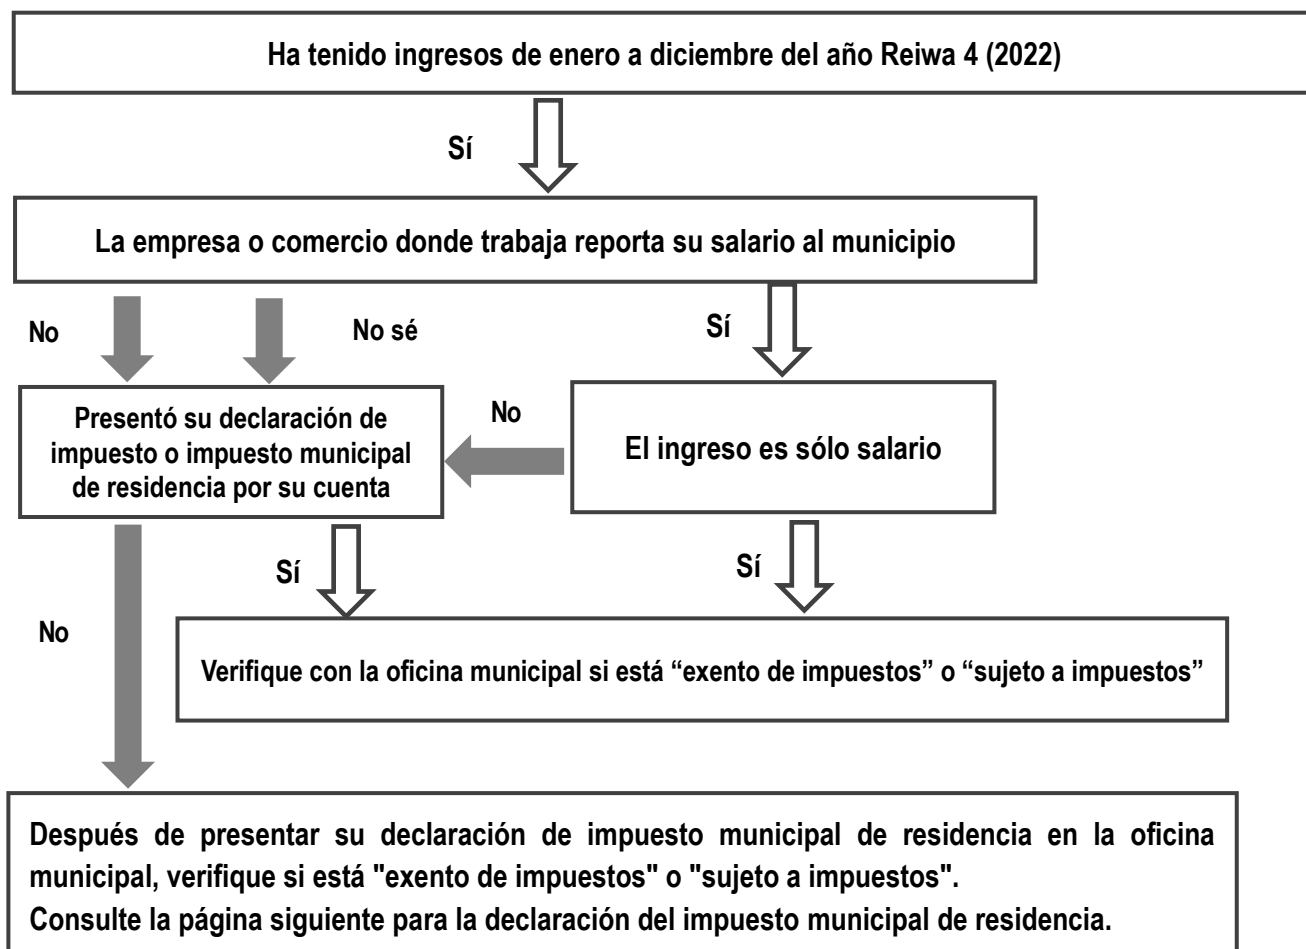 Ha tenido ingresos de enero a diciembre del año Reiwa 4 (2022)
Sí
La empresa o comercio donde trabaja reporta su salario al municipio
No
No sé
Sí
Presentó su declaración de
impuesto o impuesto municipal
de residencia por su cuenta
No
El ingreso es sólo salario
Sí
Sí
No
Verifique con la oficina municipal si está “exento de impuestos” o “sujeto a impuestos”
Después de presentar su declaración de impuesto municipal de residencia en la oficina
municipal, verifique si está "exento de impuestos" o "sujeto a impuestos".
Consulte la página siguiente para la declaración del impuesto municipal de residencia.